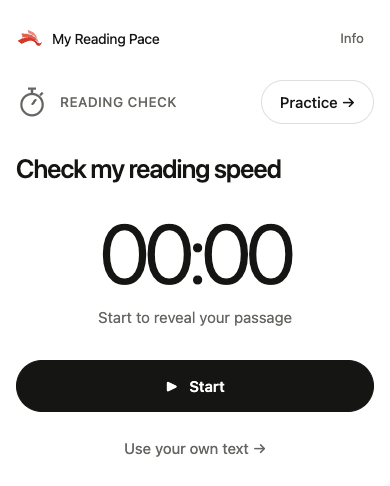 My Reading Pace
Info
READING CHECK
Practice →
Check my reading speed
00:00
Start to reveal your passage
Start
Use your own text →